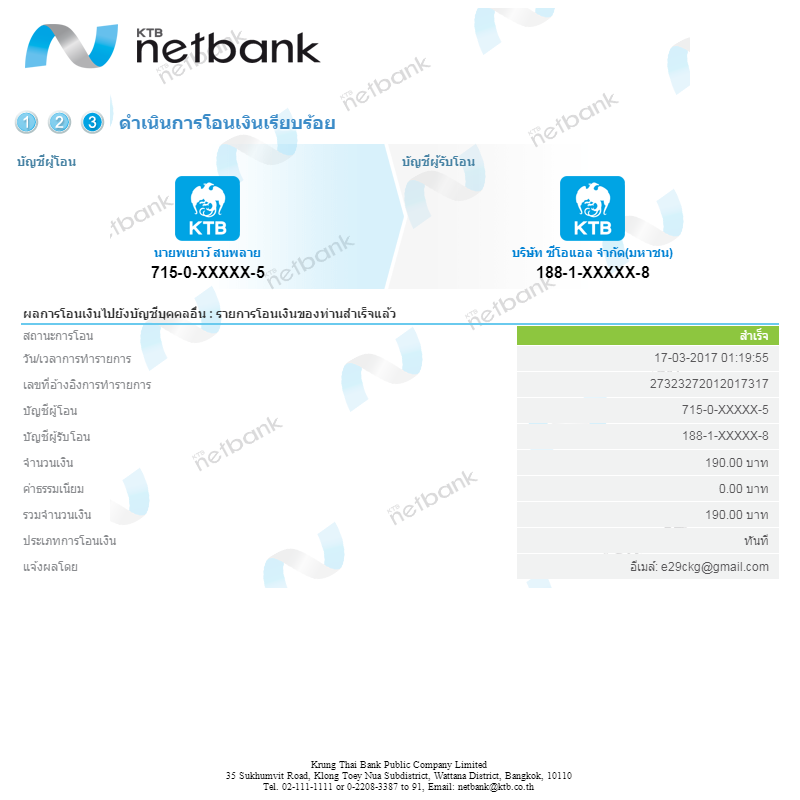 KTB
netbank
1 2 3 ดำเนินการโอนเงินเรียบร้อย
บัญชีผู้โอน
บัญชีผู้รับโอน
KTB
KTB
นายพเยาว์ สนพลาย
บริษัท ซีโอแอล จำกัด(มหาชน)
715-0-XXXXX-5
188-1-XXXXX-8
ผลการโอนเงินไปยังบัญชีบุคคลอื่น : รายการโอนเงินของท่านสำเร็จแล้ว
สถานะการโอน สำเร็จ
วัน/เวลาการทำรายการ 17-03-2017 01:19:55
เลขที่อ้างอิงการทำรายการ 27323272012017317
บัญชีผู้โอน 715-0-XXXXX-5
บัญชีผู้รับโอน 188-1-XXXXX-8
จำนวนเงิน 190.00 บาท
ค่าธรรมเนียม 0.00 บาท
รวมจำนวนเงิน 190.00 บาท
ประเภทการโอนเงิน ทันที
แจ้งผลโดย อีเมล์: e29ckg@gmail.com
KTB netbank
KTB netbank
KTB netbank
netbank
KTB netbank
KTB netbank
KTB netbank
KTB netbank
Krung Thai Bank Public Company Limited
35 Sukhumvit Road, Klong Toey Nua Subdistrict, Wattana District, Bangkok, 10110
Tel. 02-111-1111 or 0-2208-3387 to 91, Email: netbank@ktb.co.th